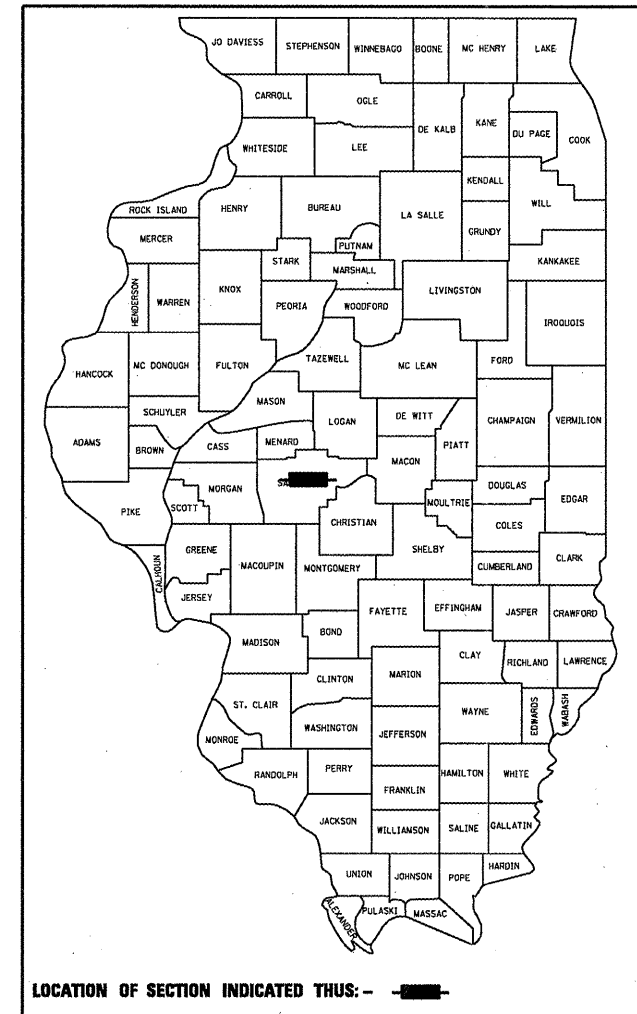 JO DAVIESS STEPHENSON WINNEBAGO BOONE MC HENRY LAKE
CARROLL OGLE DE KALB KANE DU PAGE COOK
WHITESIDE LEE
KENDALL WILL
ROCK ISLAND HENRY BUREAU LA SALLE GRUNDY
MERCER PUTNAM KANKAKEE
STARK MARSHALL
HENDERSON WARREN KNOX PEORIA WOODFORD LIVINGSTON IROQUOIS
HANCOCK MC DONOUGH FULTON TAZEWELL MC LEAN FORD
SCHUYLER MASON
ADAMS BROWN CASS MENARD LOGAN DE WITT PIATT CHAMPAIGN VERMILION
MACON
PIKE SCOTT MORGAN SA MOULTRIE DOUGLAS EDGAR
CHRISTIAN COLES
CALHOUN GREENE MACOUPIN MONTGOMERY SHELBY CUMBERLAND CLARK
JERSEY
FAYETTE EFFINGHAM JASPER CRAWFORD
MADISON BOND
CLAY RICHLAND LAWRENCE
CLINTON MARION
ST. CLAIR WAYNE EDWARDS WABASH
WASHINGTON JEFFERSON
MONROE
RANDOLPH PERRY HAMILTON WHITE
FRANKLIN
JACKSON WILLIAMSON SALINE GALLATIN
UNION JOHNSON POPE HARDIN
ALEXANDER PULASKI MASSAC
LOCATION OF SECTION INDICATED THUS: -